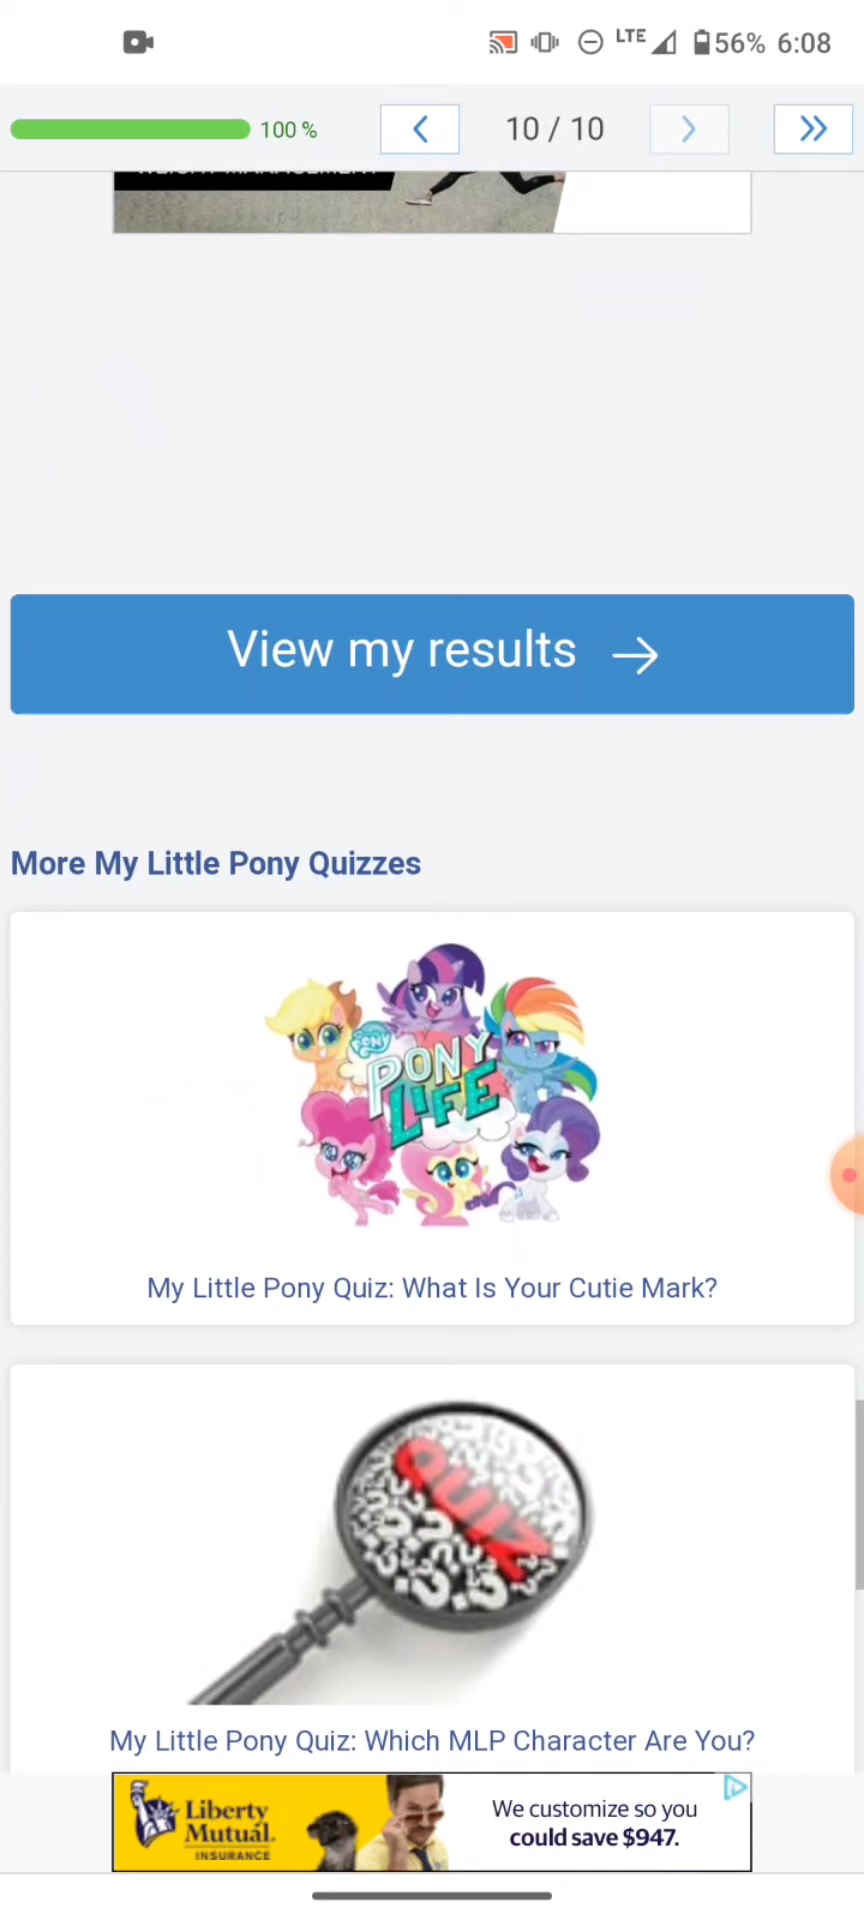 LTE 56% 6:08
100 % 10 / 10
WEIGHT MANAGEMENT
View my results
More My Little Pony Quizzes
PONY
LIFE
My Little Pony Quiz: What Is Your Cutie Mark?
QUIZ
My Little Pony Quiz: Which MLP Character Are You?
Liberty
Mutual.
INSURANCE
We customize so you
could save $947.